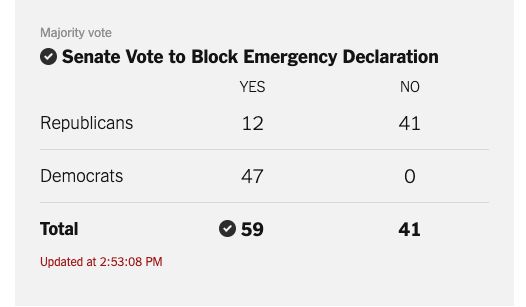 Majority vote
Senate Vote to Block Emergency Declaration
YES NO
Republicans 12 41
Democrats 47 0
Total 59 41
Updated at 2:53:08 PM